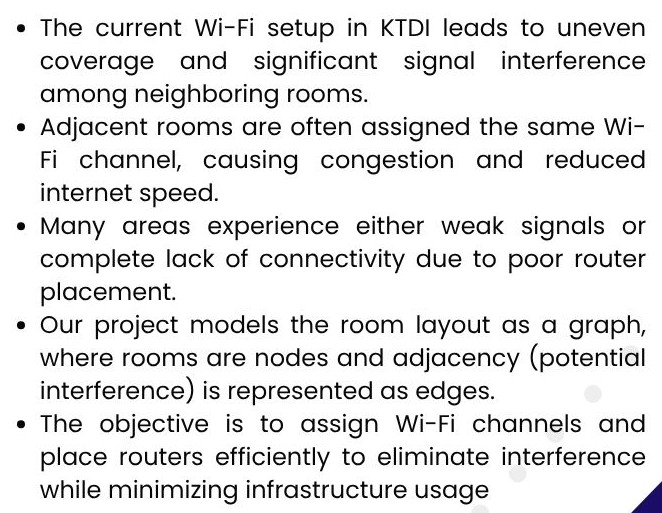 • The current Wi-Fi setup in KTDI leads to uneven
coverage and significant signal interference
among neighboring rooms.
• Adjacent rooms are often assigned the same Wi-
Fi channel, causing congestion and reduced
internet speed.
• Many areas experience either weak signals or
complete lack of connectivity due to poor router
placement.
• Our project models the room layout as a graph,
where rooms are nodes and adjacency (potential
interference) is represented as edges.
• The objective is to assign Wi-Fi channels and
place routers efficiently to eliminate interference
while minimizing infrastructure usage